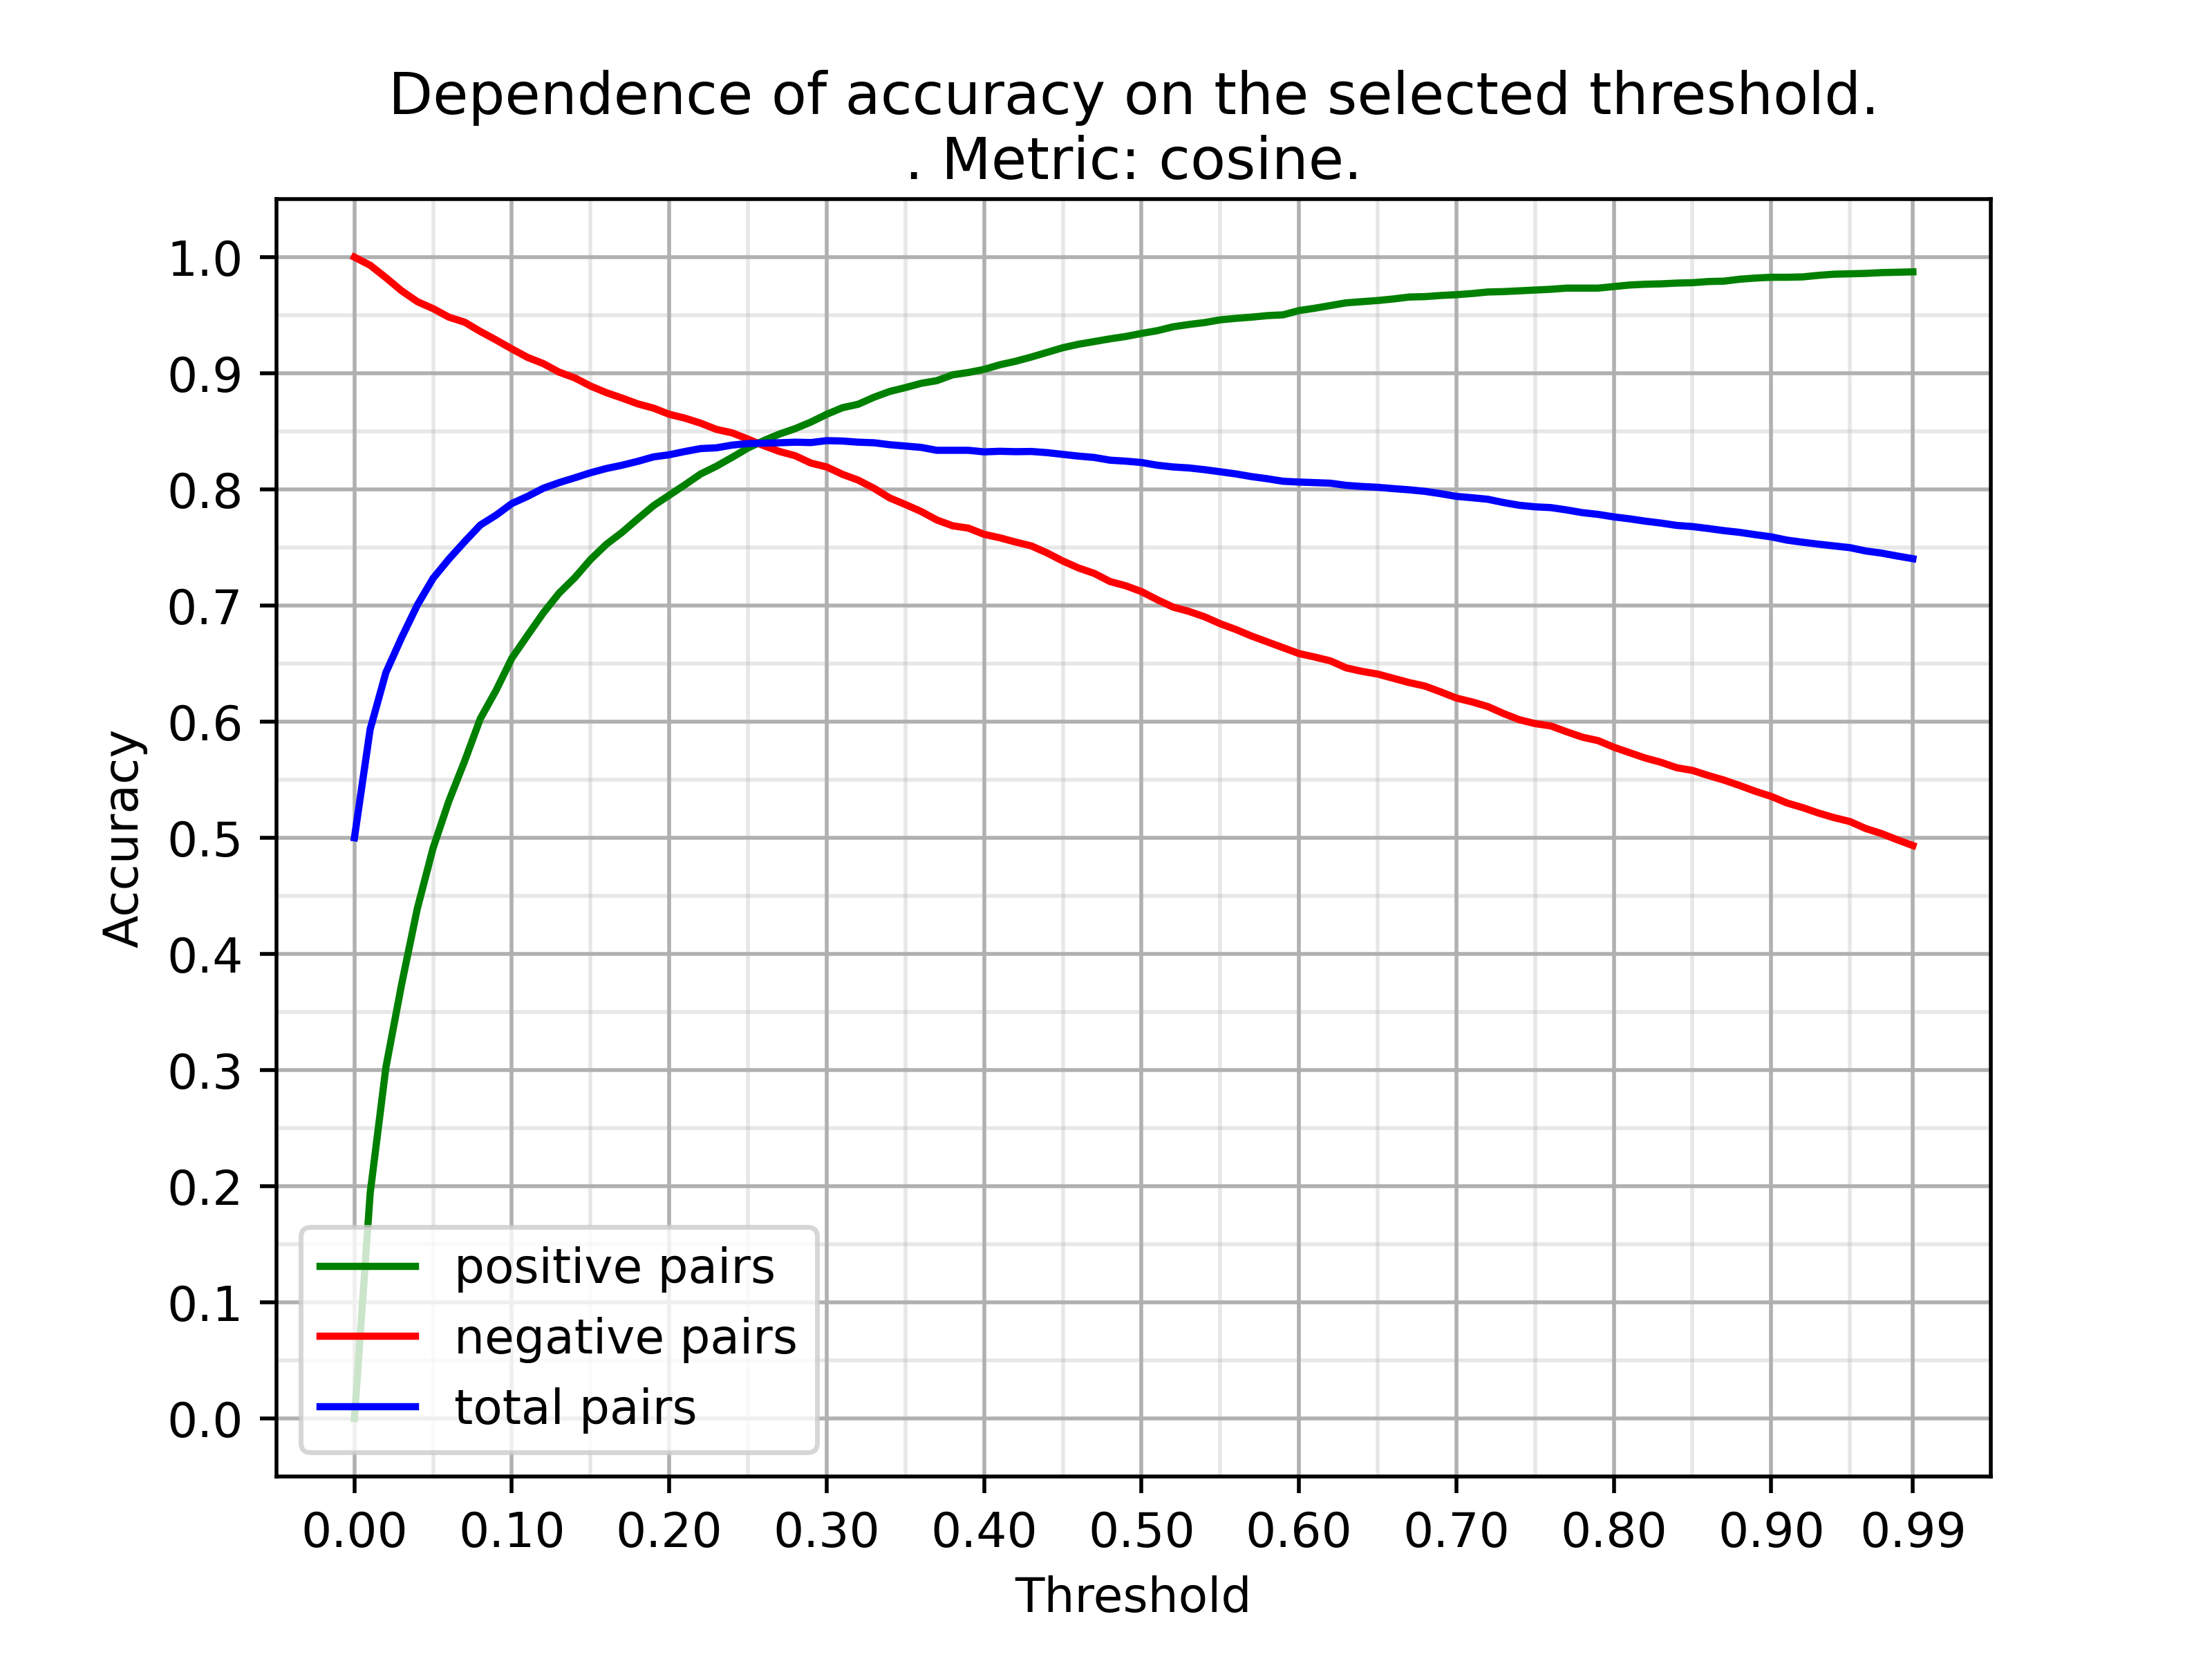 Dependence of accuracy on the selected threshold.
. Metric: cosine.
Accuracy
1.0
0.9
0.8
0.7
0.6
0.5
0.4
0.3
0.2
0.1
0.0
positive pairs
negative pairs
total pairs
0.00 0.10 0.20 0.30 0.40 0.50 0.60 0.70 0.80 0.90 0.99
Threshold